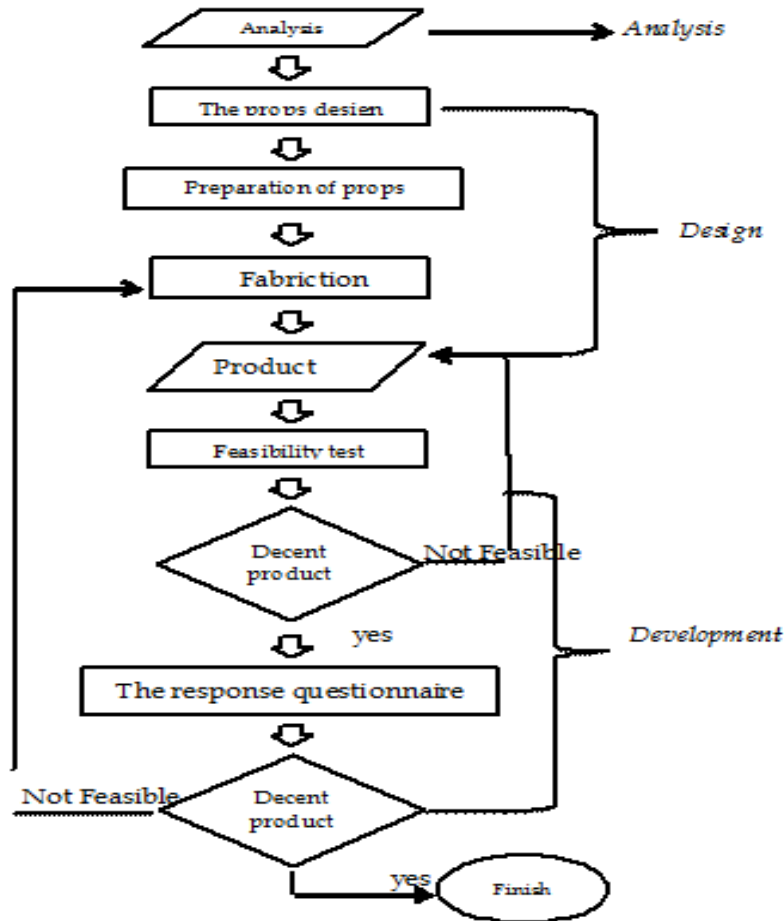 Analysis
Analysis
The props design
Preparation of props
Design
Fabriction
Product
Feasibility test
Decent
product
Not Feasible
yes
Development
The response questionnaire
Not Feasible
Decent
product
yes
Finish